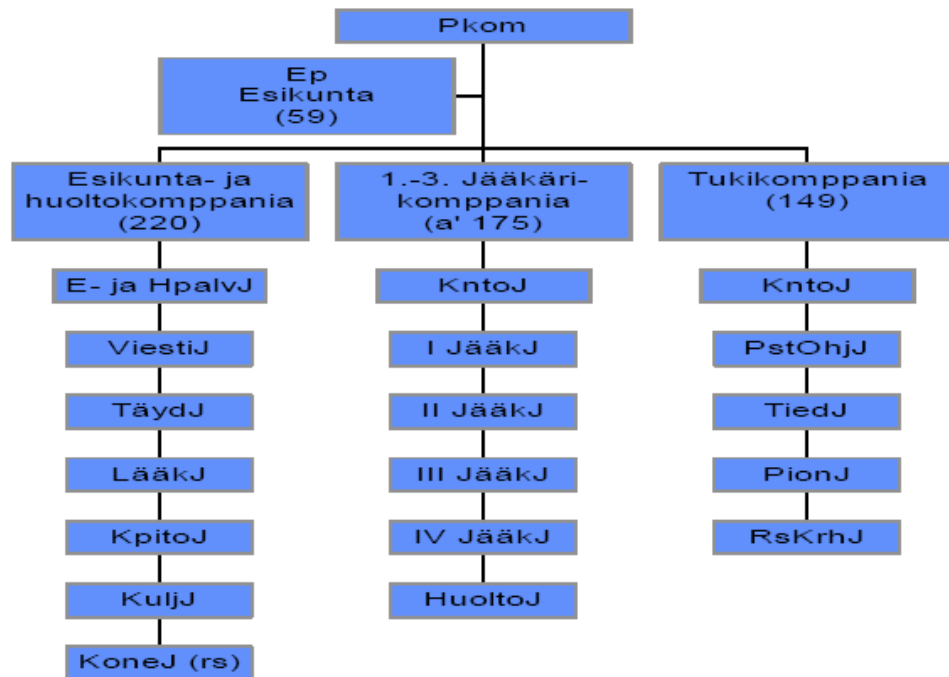 Pkom
Ep
Esikunta
(59)
Esikunta- ja
huoltokomppania
(220)
E- ja HpalvJ
ViestiJ
TäydJ
LääkJ
KpitoJ
KuljJ
KoneJ (rs)
1.-3. Jääkäri-
komppania
(a' 175)
KntoJ
I JääkJ
II JääkJ
III JääkJ
IV JääkJ
HuoltoJ
Tukikomppania
(149)
KntoJ
PstOhjJ
TiedJ
PionJ
RsKrhJ